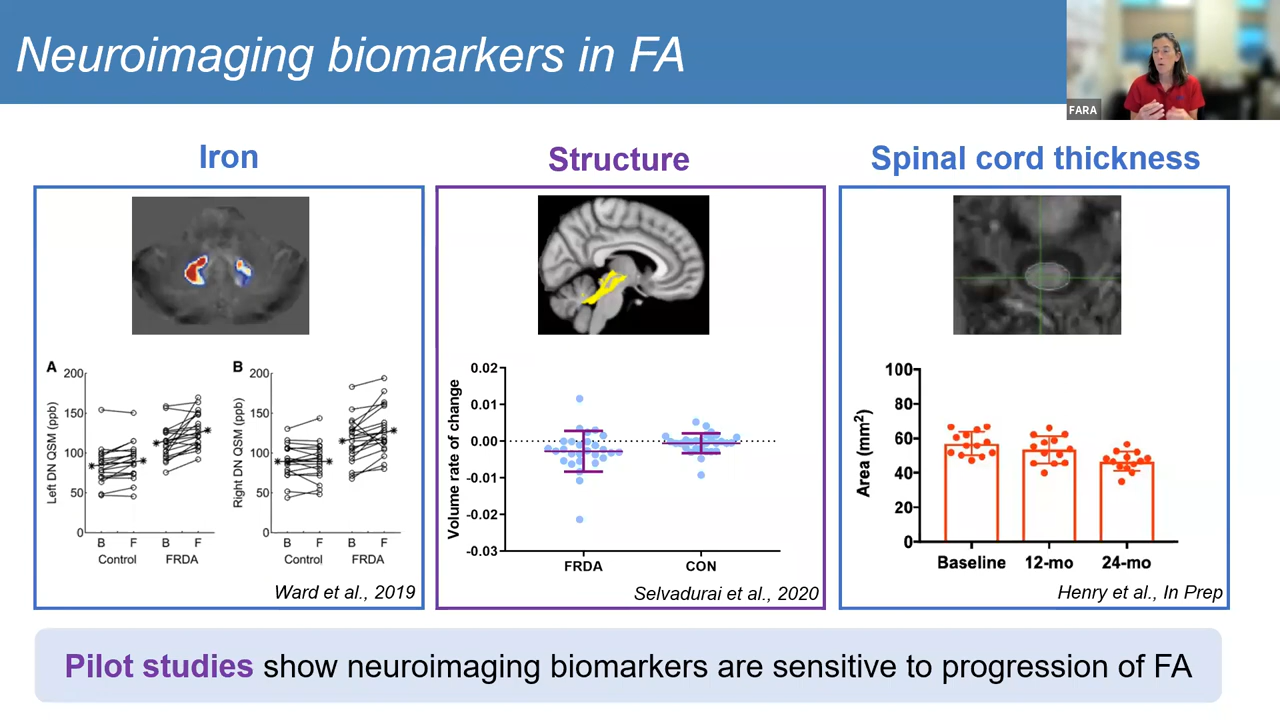 Neuroimaging biomarkers in FA
FARA
Iron
A
B
200
150
100
50
0
Left DN QSM (ppb)
B F B F
Control FRDA
200
150
100
50
0
Right DN QSM (ppb)
B F B F
Control FRDA
Ward et al., 2019
Structure
0.02
0.01
0.00
-0.01
-0.02
-0.03
Volume rate of change
FRDA CON
Selvadurai et al., 2020
Spinal cord thickness
100
80
60
40
20
0
Area (mm²)
Baseline 12-mo 24-mo
Henry et al., In Prep
Pilot studies show neuroimaging biomarkers are sensitive to progression of FA